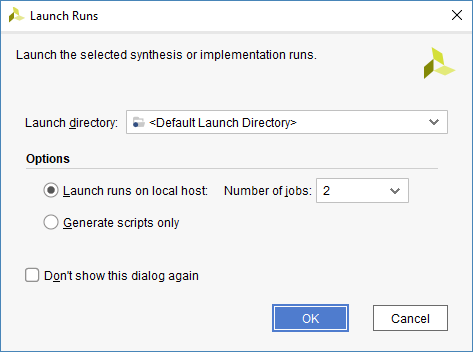 Launch Runs
Launch the selected synthesis or implementation runs.
Launch directory: <Default Launch Directory>
Options
Launch runs on local host: Number of jobs: 2
Generate scripts only
Don't show this dialog again
OK Cancel